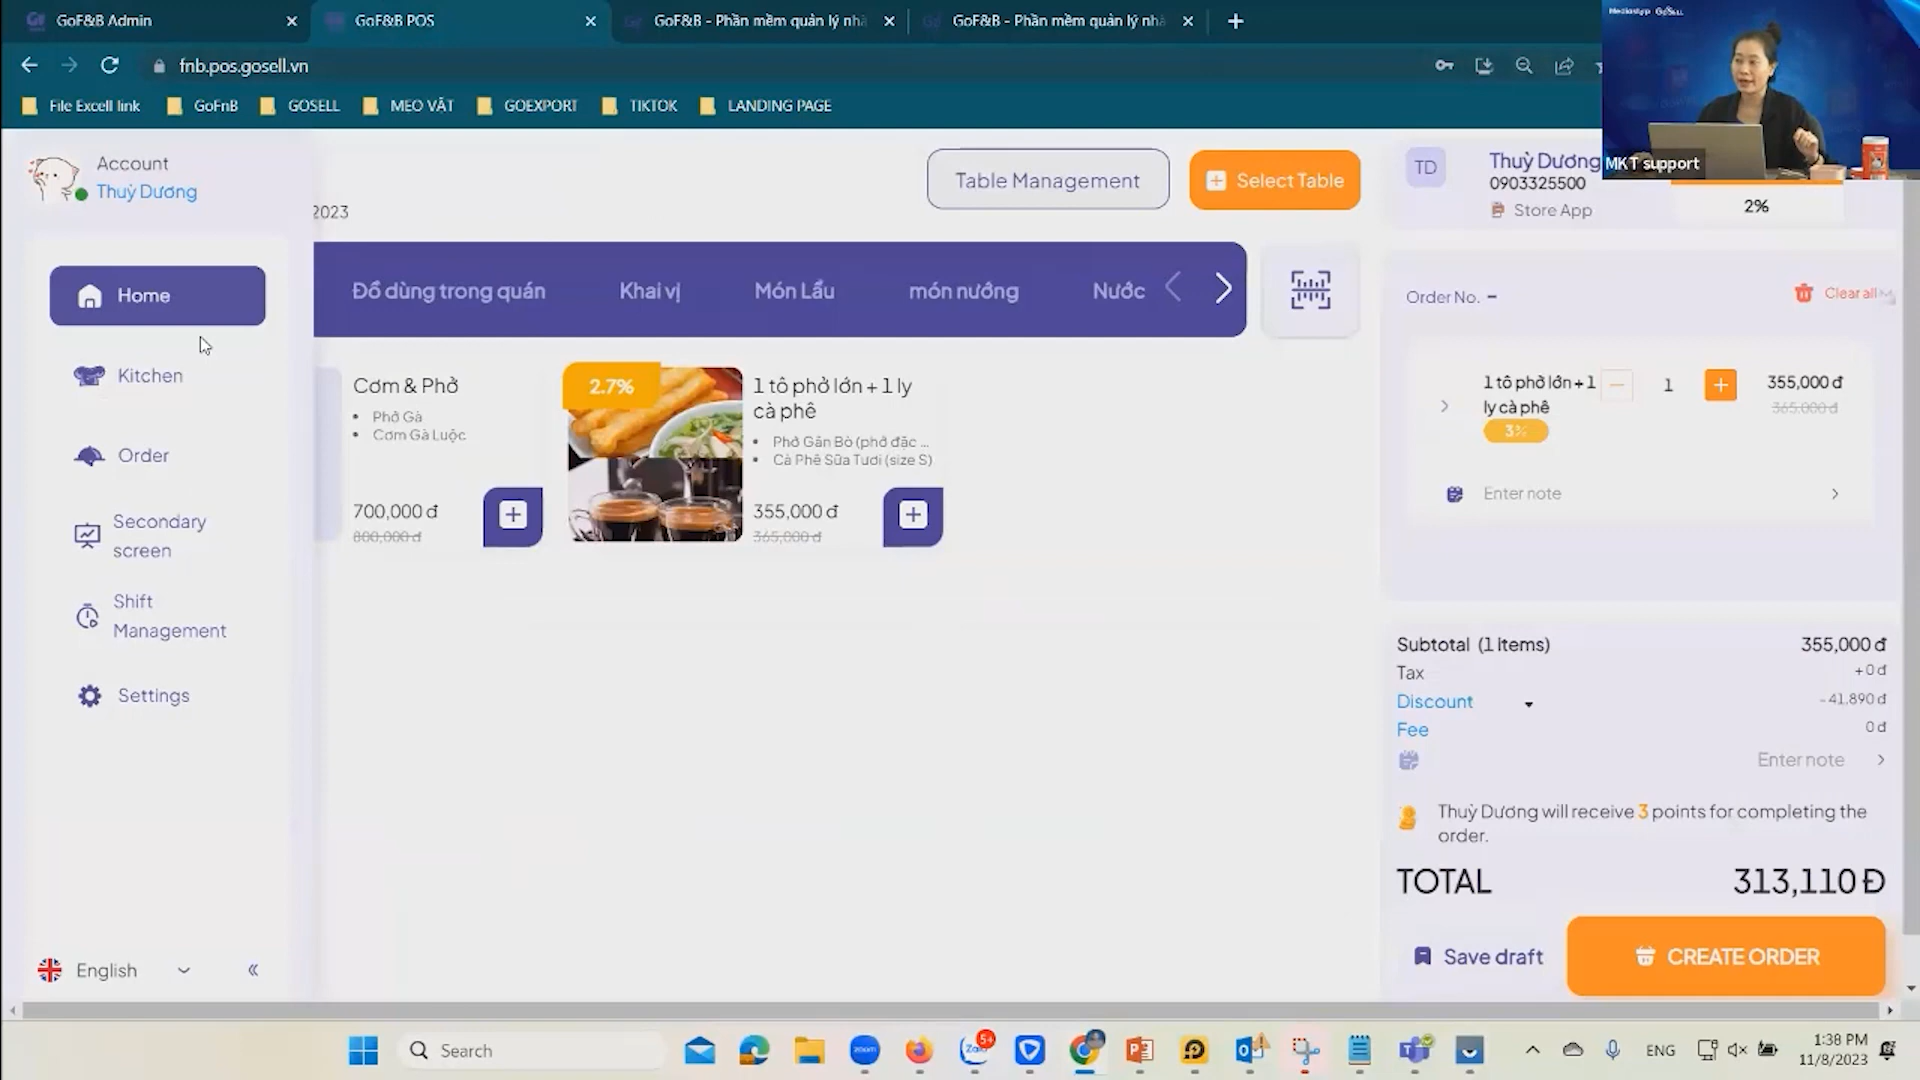 GoF&B Admin
GoF&B POS
GoF&B - Phần mềm quản lý nhà
GoF&B - Phần mềm quản lý nhà
fnb.pos.gosell.vn
File Excell link
GoFnB
GOSELL
MẸO VẶT
GOEXPORT
TIKTOK
LANDING PAGE
Mediastep GoSELL
MKT support
Account
Thuỳ Dương
2023
Table Management
Select Table
TD
Thuỳ Dương
0903325500
Store App
2%
Home
Kitchen
Order
Secondary
screen
Shift
Management
Settings
English
Đồ dùng trong quán
Khai vị
Món Lẩu
món nướng
Nước
Cơm & Phở
Phở Gà
Cơm Gà Luộc
700,000 đ
800,000 đ
2.7%
1 tô phở lớn + 1 ly
cà phê
Phở Gân Bò (phở đặc ...
Cà Phê Sữa Tươi (size S)
355,000 đ
365,000 đ
Order No. –
Clear all
1 tô phở lớn + 1
ly cà phê
3%
1
355,000 đ
365,000 đ
Enter note
Subtotal (1 Items)
355,000 đ
Tax
+0 đ
Discount
- 41,890 đ
Fee
0 đ
Enter note
Thuỳ Dương will receive 3 points for completing the
order.
TOTAL
313,110 Đ
Save draft
CREATE ORDER
Search
zoom
Zalo
5+
ENG
1:38 PM
11/8/2023